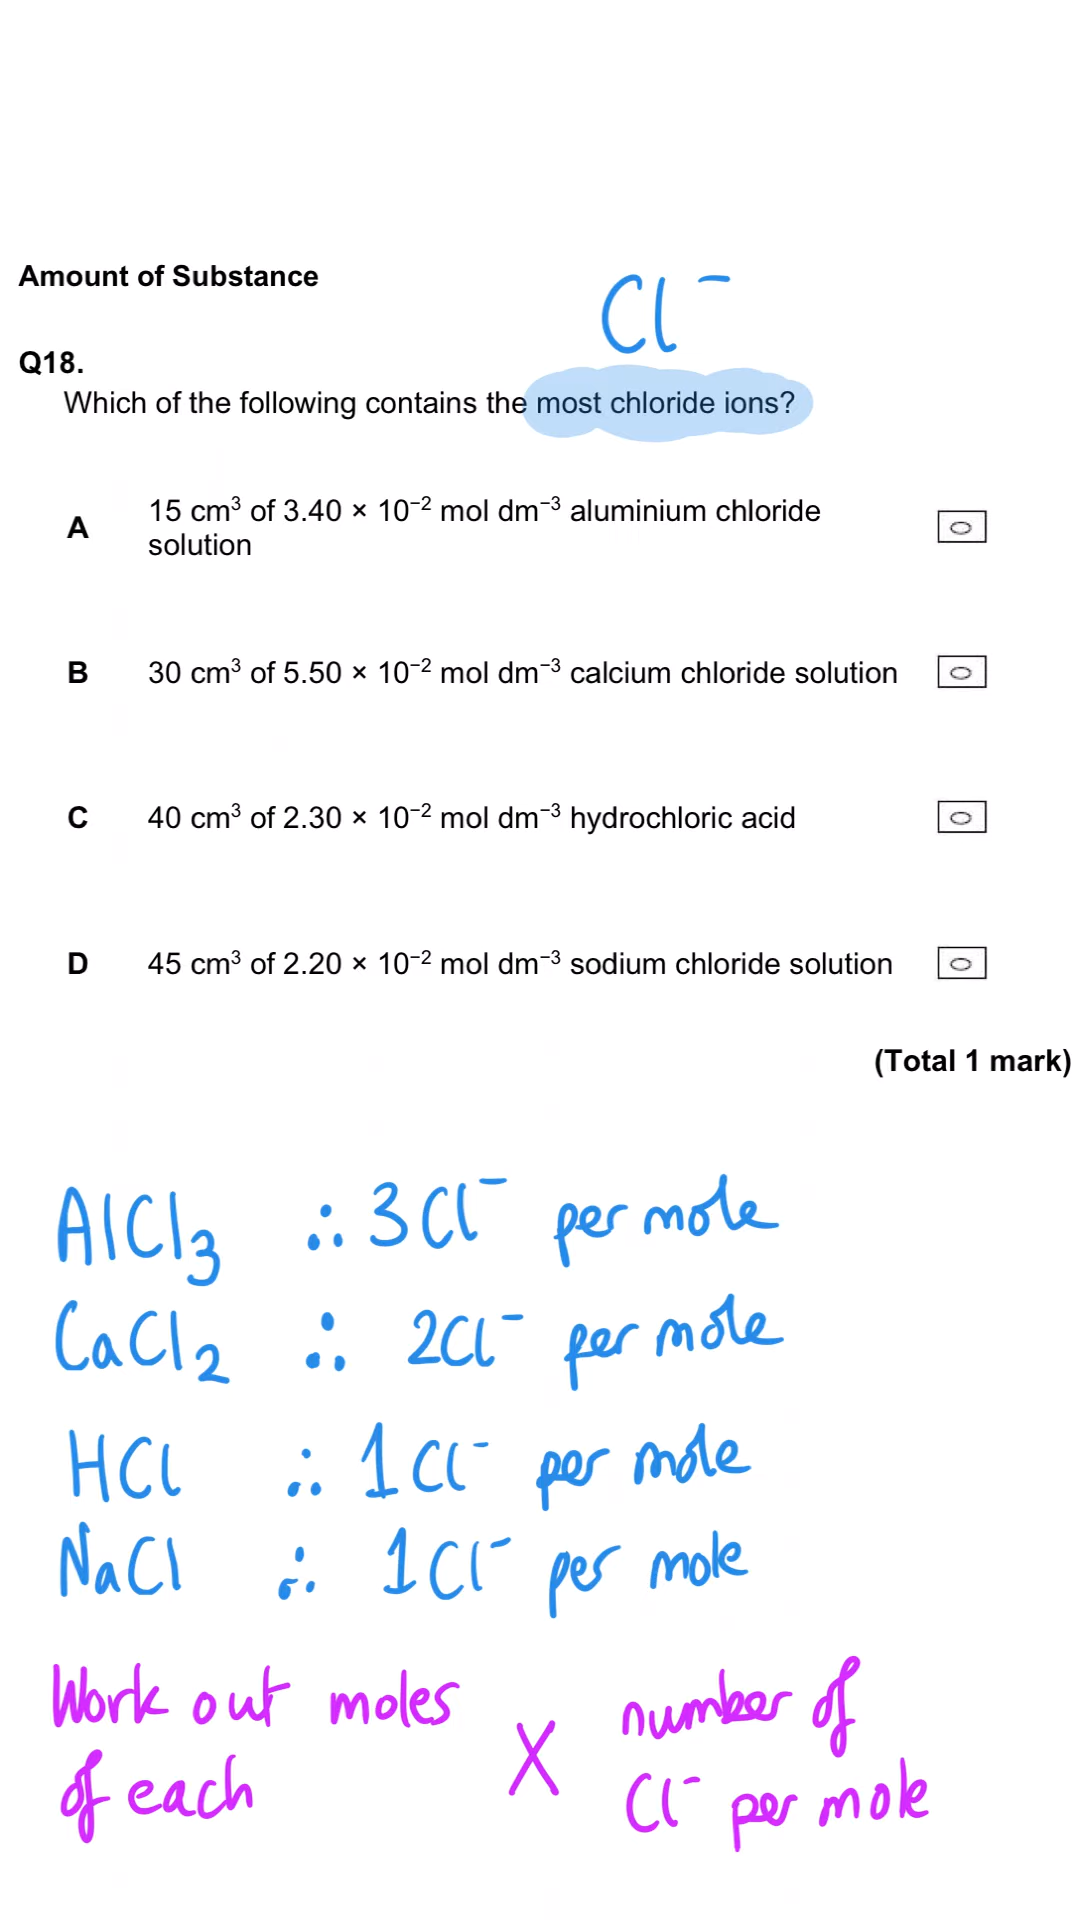 Amount of Substance
Cl⁻
Q18.
Which of the following contains the most chloride ions?
A 15 cm³ of 3.40 × 10⁻² mol dm⁻³ aluminium chloride
solution
B 30 cm³ of 5.50 × 10⁻² mol dm⁻³ calcium chloride solution
C 40 cm³ of 2.30 × 10⁻² mol dm⁻³ hydrochloric acid
D 45 cm³ of 2.20 × 10⁻² mol dm⁻³ sodium chloride solution
(Total 1 mark)
AlCl₃ ∴ 3Cl⁻ per mole
CaCl₂ ∴ 2Cl⁻ per mole
HCl ∴ 1Cl⁻ per mole
NaCl ∴ 1Cl⁻ per mole
Work out moles
of each
X
number of
Cl⁻ per mole